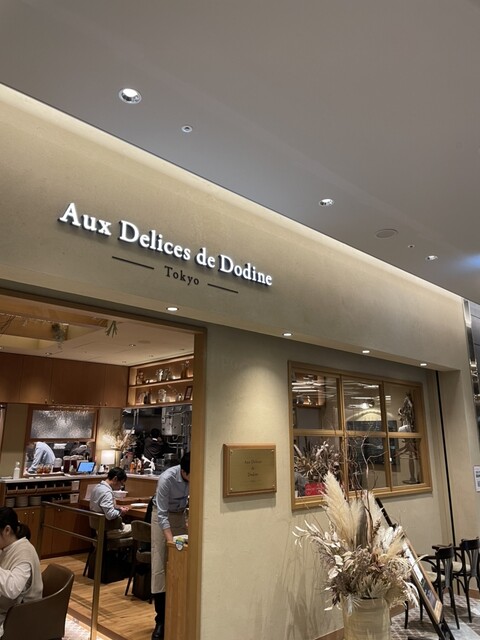 Aux Delices de Dodine
Tokyo